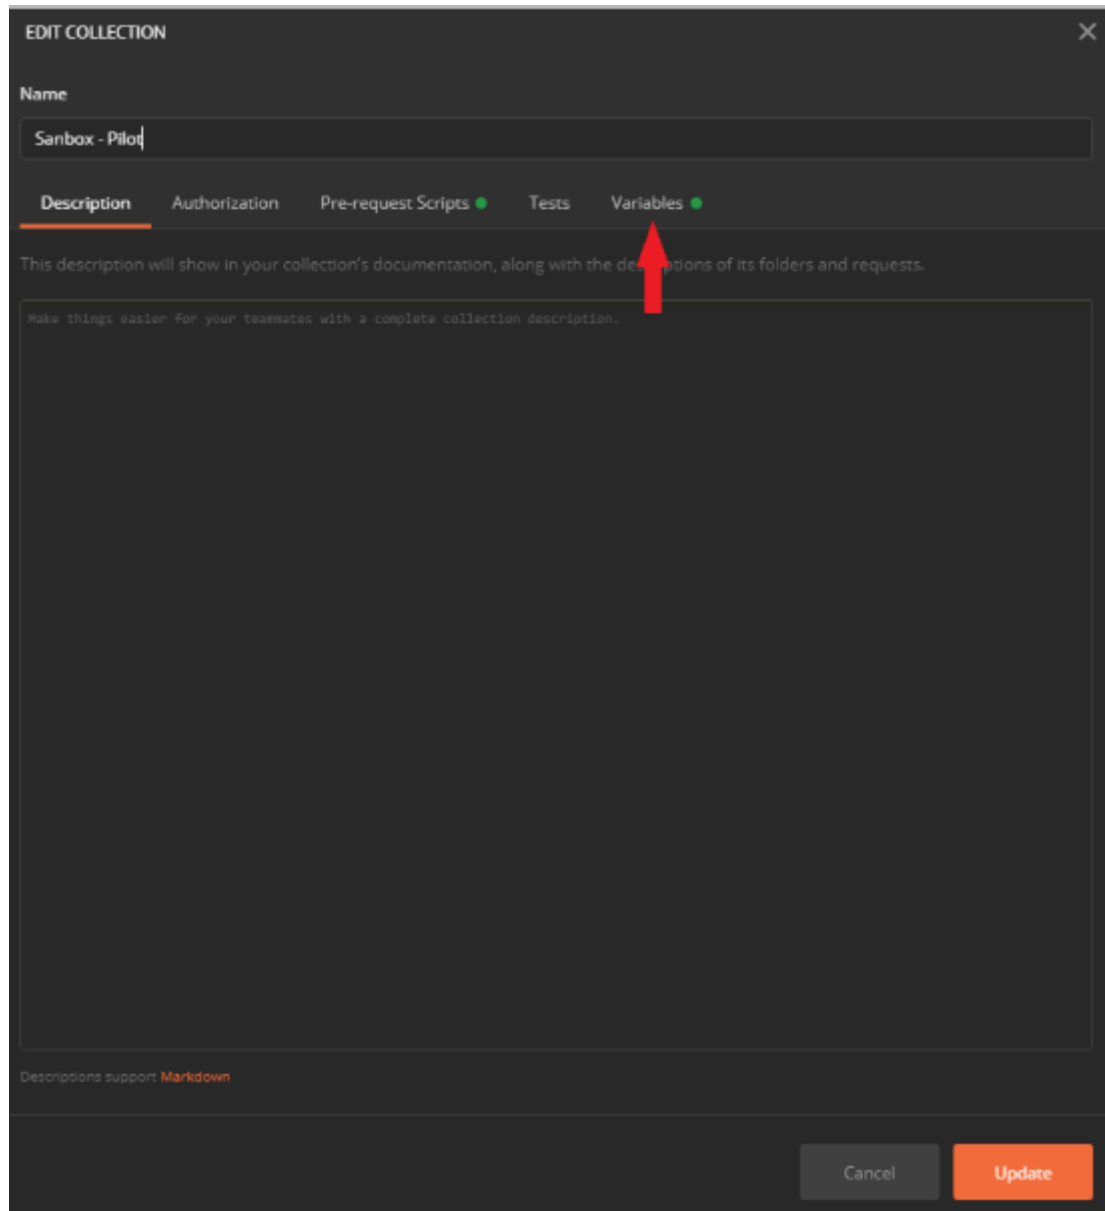 EDIT COLLECTION
Name
Sanbox - Pilot
Description Authorization Pre-request Scripts Tests Variables
This description will show in your collection's documentation, along with the descriptions of its folders and requests.
Make things easier for your teammates with a complete collection description.
Descriptions support Markdown
Cancel Update